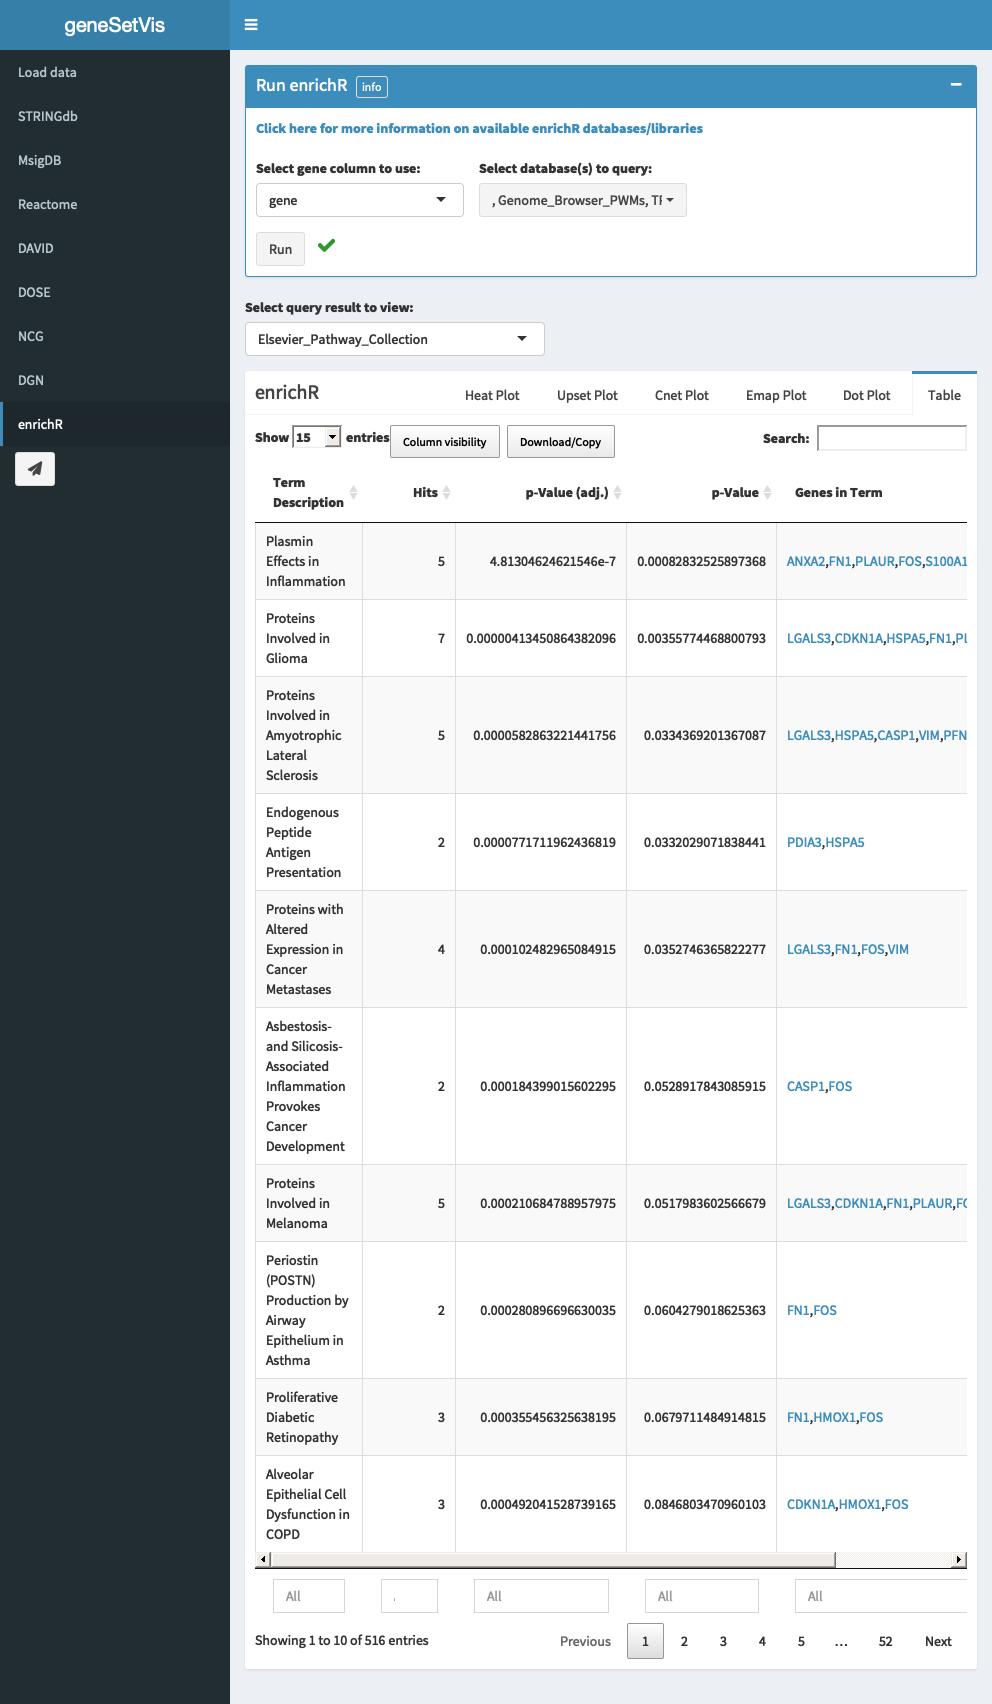 geneSetVis
Load data
STRINGdb
MsigDB
Reactome
DAVID
DOSE
NCG
DGN
enrichR
Run enrichR info
Click here for more information on available enrichR databases/libraries
Select gene column to use: Select database(s) to query:
gene , Genome_Browser_PWMs,
Run
Select query result to view:
Elsevier_Pathway_Collection
enrichR Heat Plot Upset Plot Cnet Plot Emap Plot Dot Plot Table
Show 15 entries Column visibility Download/Copy Search:
Term
Description Hits p-Value (adj.) p-Value Genes in Term
Plasmin
Effects in 5 4.81304624621546e-7 0.00082832525897368 ANXA2,FN1,PLAUR,FOS,S100A1
Inflammation
Proteins
Involved in 7 0.00000413450864382096 0.00355774468800793 LGALS3,CDKN1A,HSPA5,FN1,PL
Glioma
Proteins
Involved in
Amyotrophic 5 0.0000582863221441756 0.0334369201367087 LGALS3,HSPA5,CASP1,VIM,PFN
Lateral
Sclerosis
Endogenous
Peptide 2 0.0000771711962436819 0.0332029071838441 PDIA3,HSPA5
Antigen
Presentation
Proteins with
Altered
Expression in 4 0.000102482965084915 0.0352746365822277 LGALS3,FN1,FOS,VIM
Cancer
Metastases
Asbestosis-
and Silicosis-
Associated
Inflammation 2 0.000184399015602295 0.0528917843085915 CASP1,FOS
Provokes
Cancer
Development
Proteins
Involved in 5 0.000210684788957975 0.0517983602566679 LGALS3,CDKN1A,FN1,PLAUR,FO
Melanoma
Periostin
(POSTN)
Production by 2 0.000280896696630035 0.0604279018625363 FN1,FOS
Airway
Epithelium in
Asthma
Proliferative
Diabetic 3 0.000355456325638195 0.0679711484914815 FN1,HMOX1,FOS
Retinopathy
Alveolar
Epithelial Cell 3 0.000492041528739165 0.0846803470960103 CDKN1A,HMOX1,FOS
Dysfunction in
COPD
All All All All
Showing 1 to 10 of 516 entries Previous 1 2 3 4 5 … 52 Next